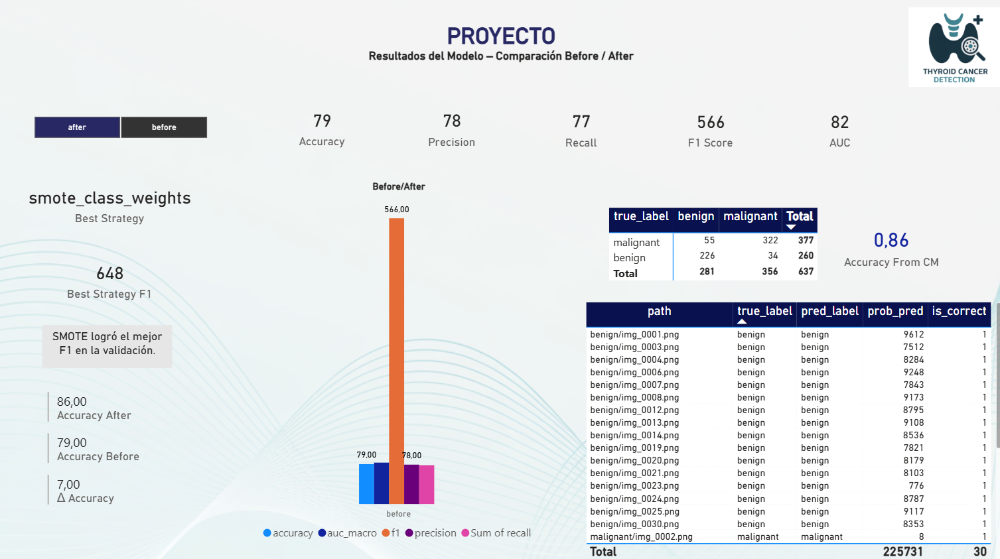 PROYECTO
Resultados del Modelo – Comparación Before / After
THYROID CANCER
DETECTION
after before
79
Accuracy
78
Precision
77
Recall
566
F1 Score
82
AUC
smote_class_weights
Best Strategy
648
Best Strategy F1
SMOTE logró el mejor
F1 en la validación.
86,00
Accuracy After
79,00
Accuracy Before
7,00
Δ Accuracy
Before/After
566,00
79,00 78,00
before
accuracy auc_macro f1 precision Sum of recall
true_label benign malignant Total
malignant 55 322 377
benign 226 34 260
Total 281 356 637
0,86
Accuracy From CM
path true_label pred_label prob_pred is_correct
benign/img_0001.png benign benign 9612 1
benign/img_0003.png benign benign 7512 1
benign/img_0004.png benign benign 8284 1
benign/img_0006.png benign benign 9248 1
benign/img_0007.png benign benign 7843 1
benign/img_0008.png benign benign 9173 1
benign/img_0012.png benign benign 8795 1
benign/img_0013.png benign benign 9108 1
benign/img_0014.png benign benign 8536 1
benign/img_0019.png benign benign 7821 1
benign/img_0020.png benign benign 8179 1
benign/img_0021.png benign benign 8103 1
benign/img_0023.png benign benign 776 1
benign/img_0024.png benign benign 8787 1
benign/img_0025.png benign benign 9117 1
benign/img_0030.png benign benign 8353 1
malignant/img_0002.png malignant malignant 8 1
Total 225731 30